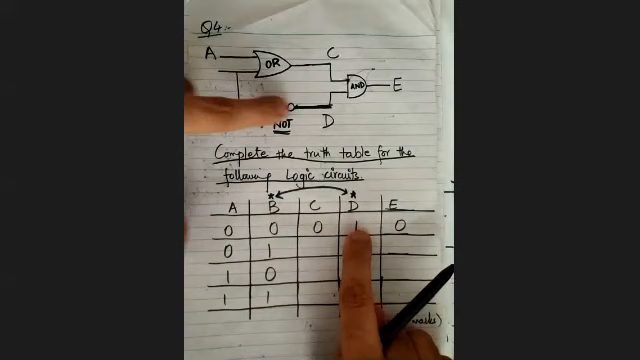 Q4:-
A
OR
C
AND
E
NOT
D
Complete the truth table for the
following Logic circuits.
* *
A B C D E
0 0 0 1 0
0 1
1 0
1 1
marks)